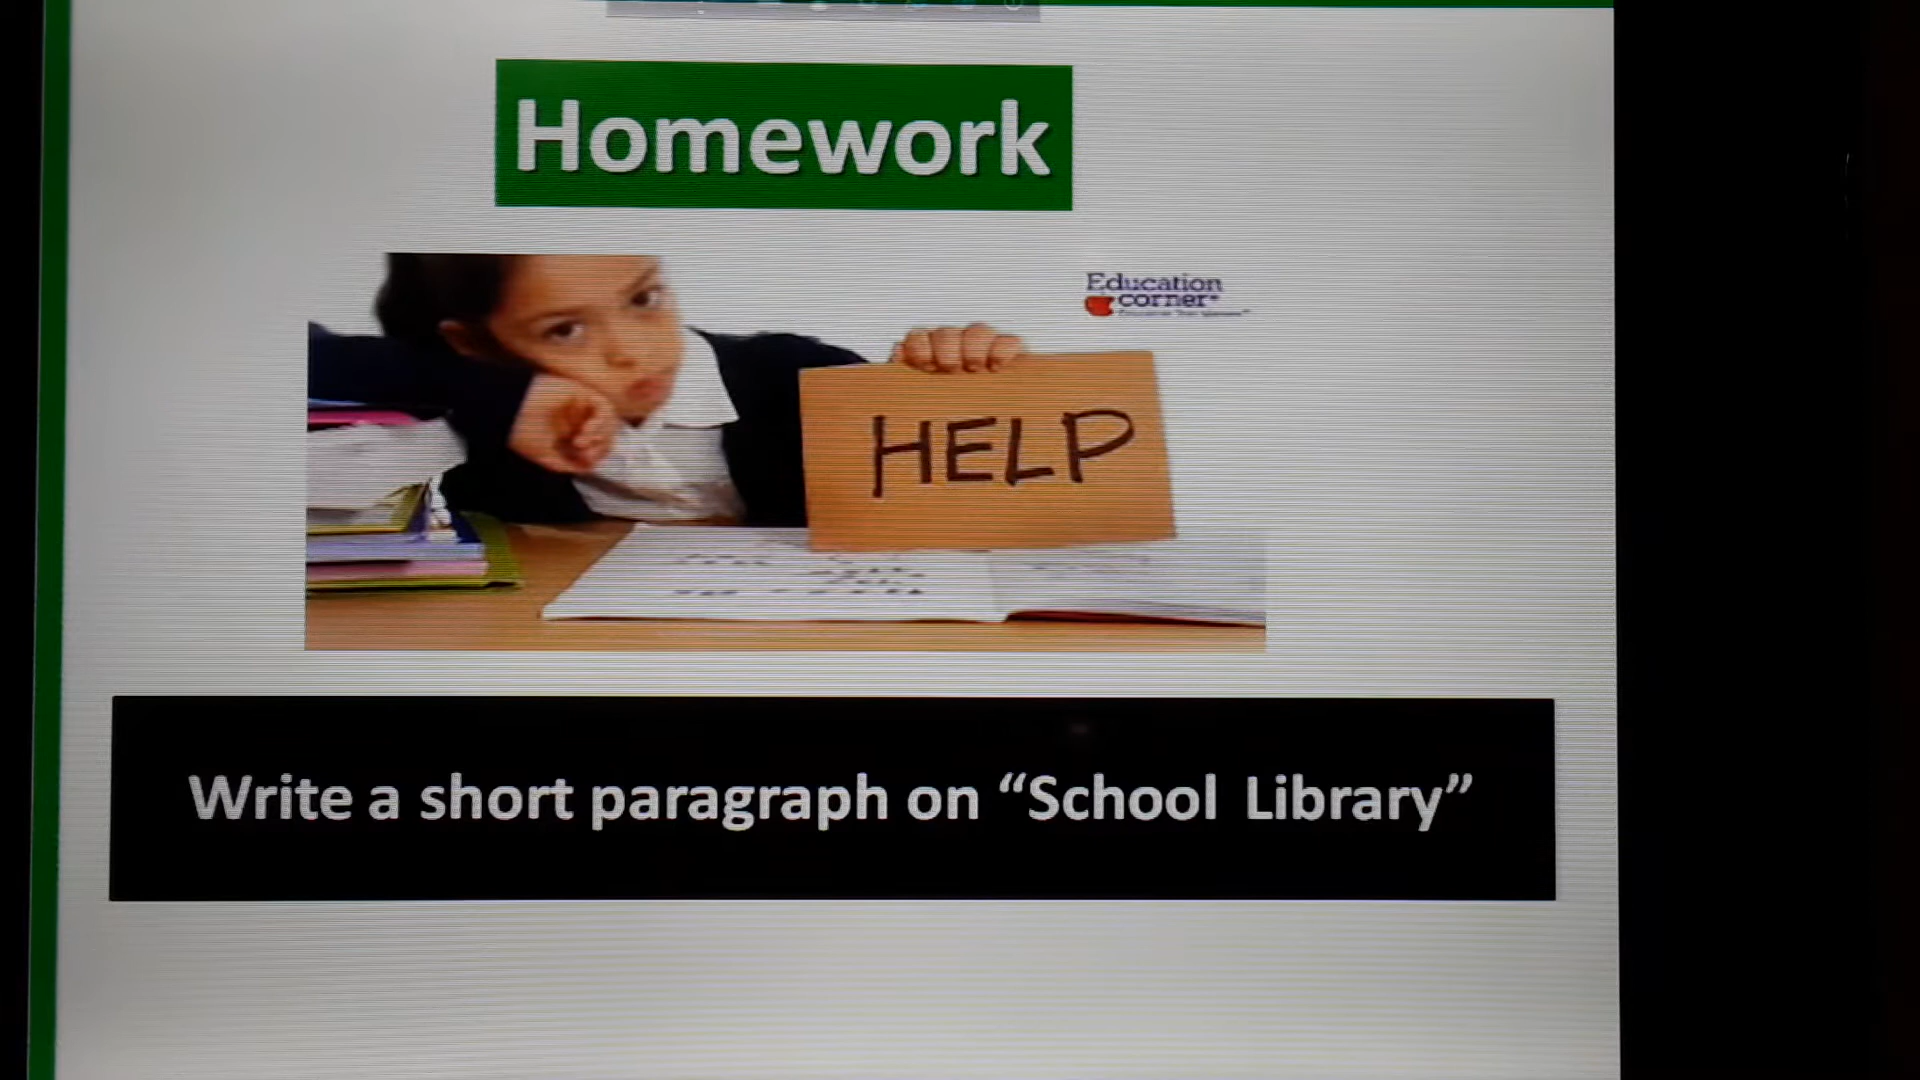 Homework
Education
corner
HELP
Write a short paragraph on “School Library”